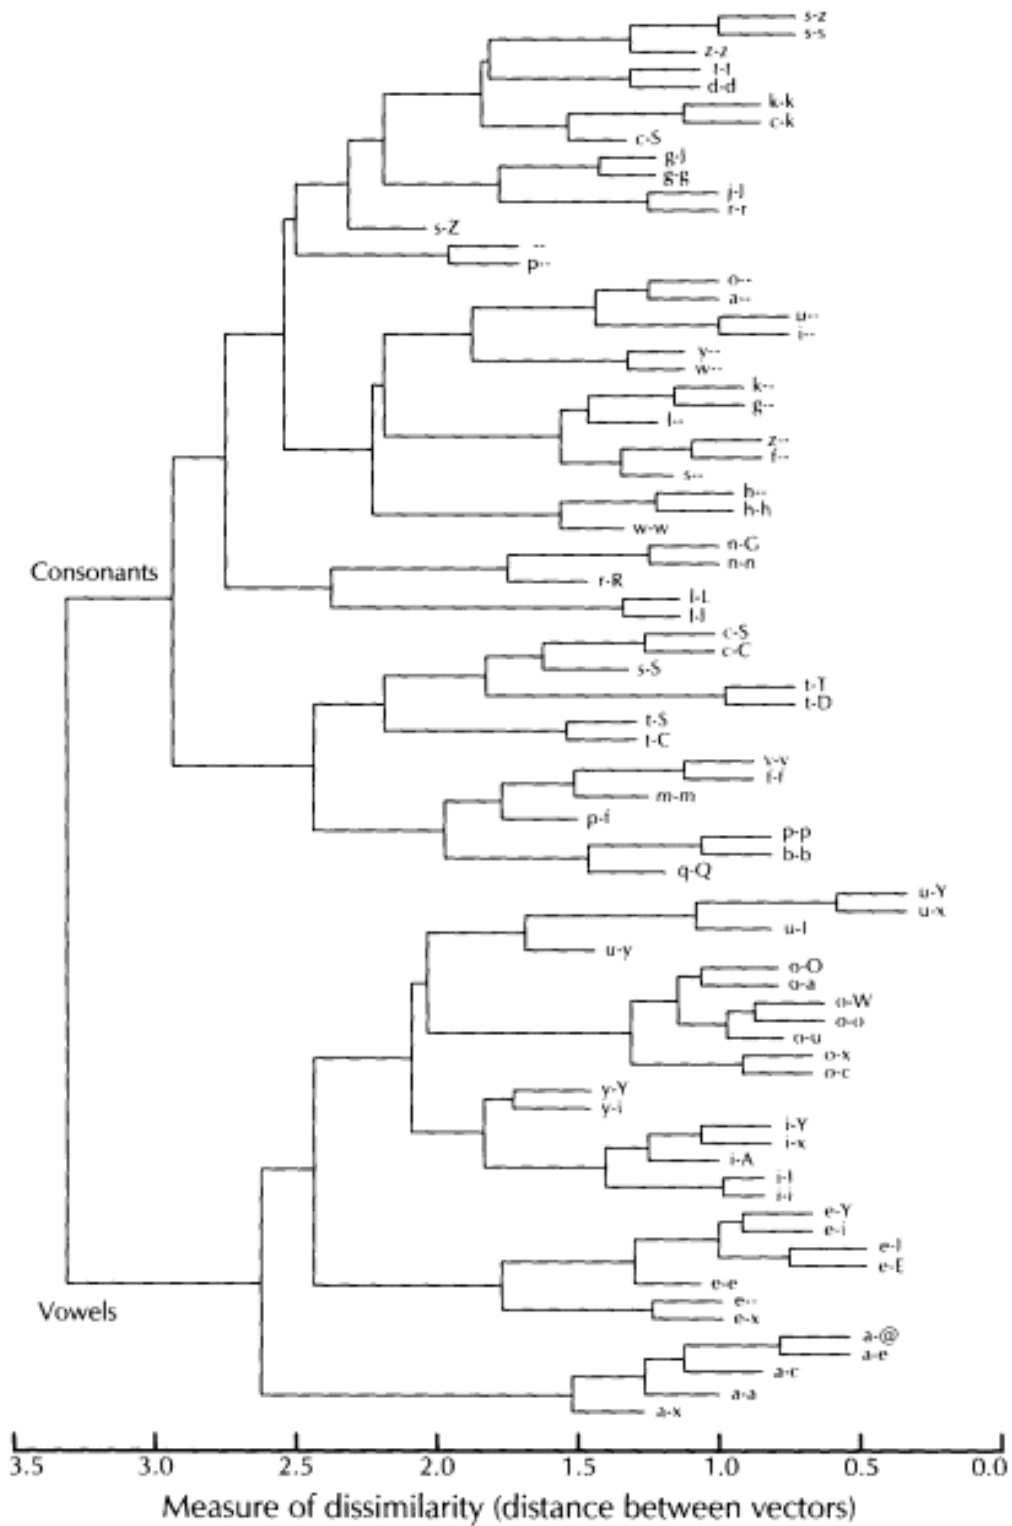 s-z
s-s
z-z
t-t
d-d
k-k
c-k
c-S
g-J
g-g
j-J
r-r
s-Z
--
p--
o--
a--
u--
i--
y--
w--
k--
g--
z--
f--
s--
h--
h-h
w-w
n-G
n-n
r-R
l-L
l-l
c-S
c-C
s-S
t-T
t-D
t-S
t-C
v-v
f-f
m-m
p-f
p-p
b-b
q-Q
u-Y
u-x
u-I
u-y
o-O
o-a
o-W
o-o
o-u
o-x
o-c
y-Y
y-i
i-Y
i-x
i-A
i-I
i-i
e-Y
e-i
e-I
e-E
e-e
e--
e-x
a-@
a-e
a-c
a-a
a-x
Consonants
Vowels
3.5 3.0 2.5 2.0 1.5 1.0 0.5 0.0
Measure of dissimilarity (distance between vectors)